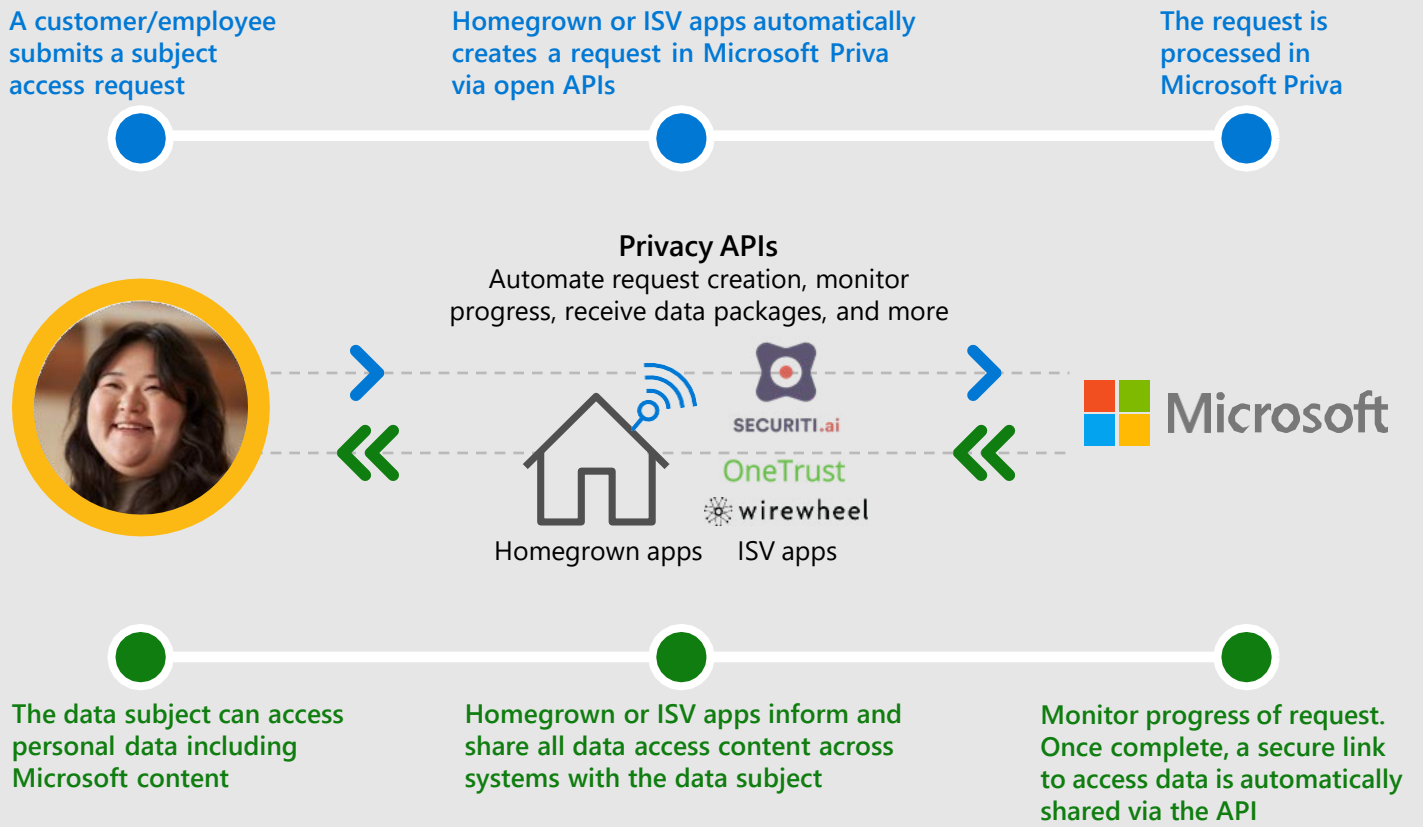 A customer/employee
submits a subject
access request
Homegrown or ISV apps automatically
creates a request in Microsoft Priva
via open APIs
The request is
processed in
Microsoft Priva
Privacy APIs
Automate request creation, monitor
progress, receive data packages, and more
SECURITI.ai
OneTrust
wirewheel
Homegrown apps
ISV apps
Microsoft
The data subject can access
personal data including
Microsoft content
Homegrown or ISV apps inform and
share all data access content across
systems with the data subject
Monitor progress of request.
Once complete, a secure link
to access data is automatically
shared via the API